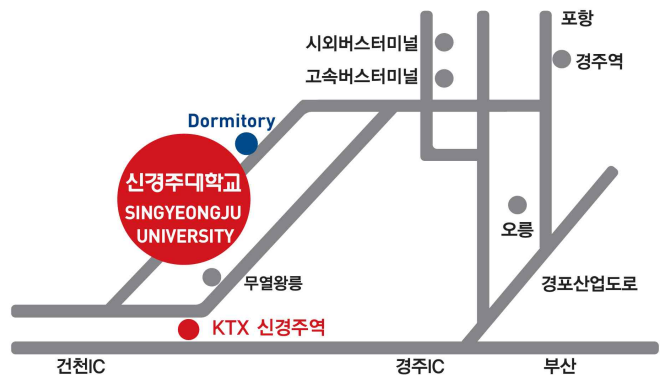 포항
시외버스터미널
경주역
고속버스터미널
Dormitory
신경주대학교
SINGYEONGJU
UNIVERSITY
오릉
무열왕릉
경포산업도로
KTX 신경주역
건천IC
경주IC
부산